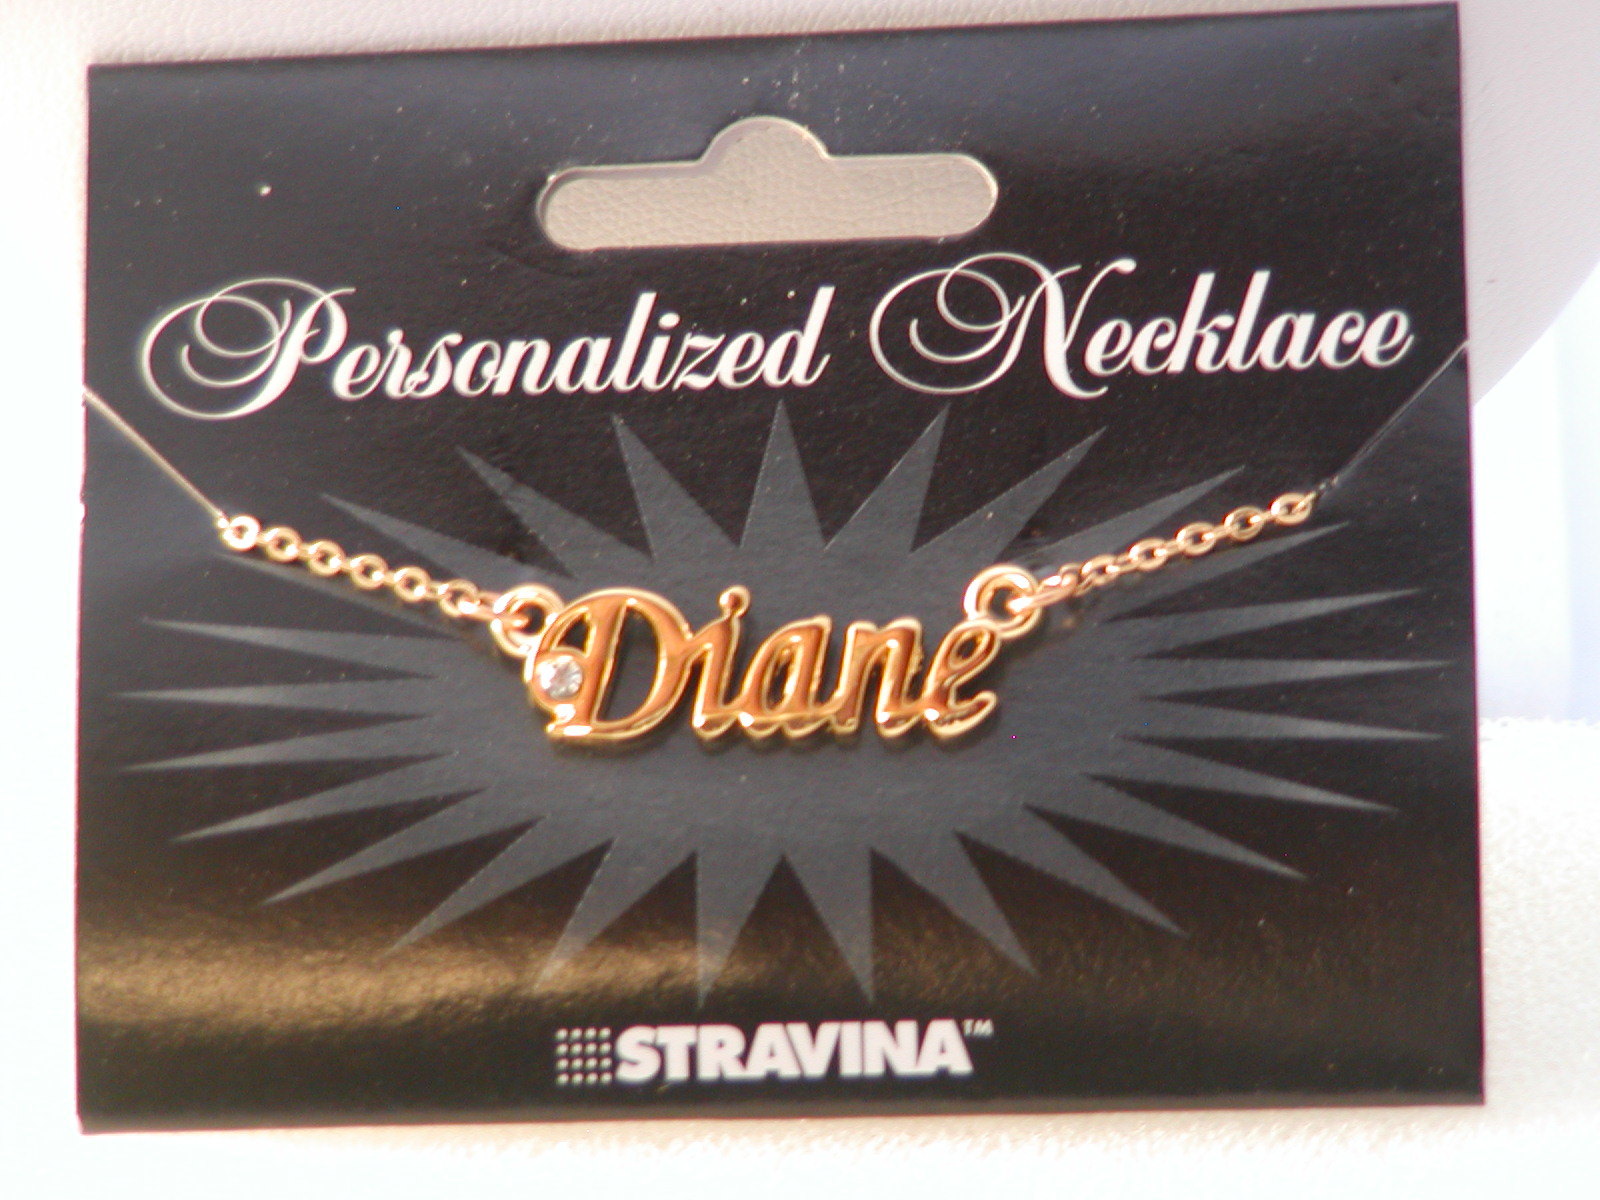 Personalized Necklace
Diane
STRAVINA™